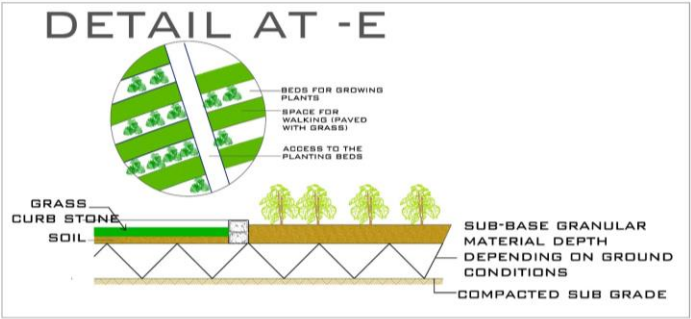 DETAIL AT -E
BEDS FOR GROWING
PLANTS
SPACE FOR
WALKING (PAVED
WITH GRASS)
ACCESS TO THE
PLANTING BEDS
GRASS
CURB STONE
SOIL
SUB-BASE GRANULAR
MATERIAL DEPTH
DEPENDING ON GROUND
CONDITIONS
COMPACTED SUB GRADE